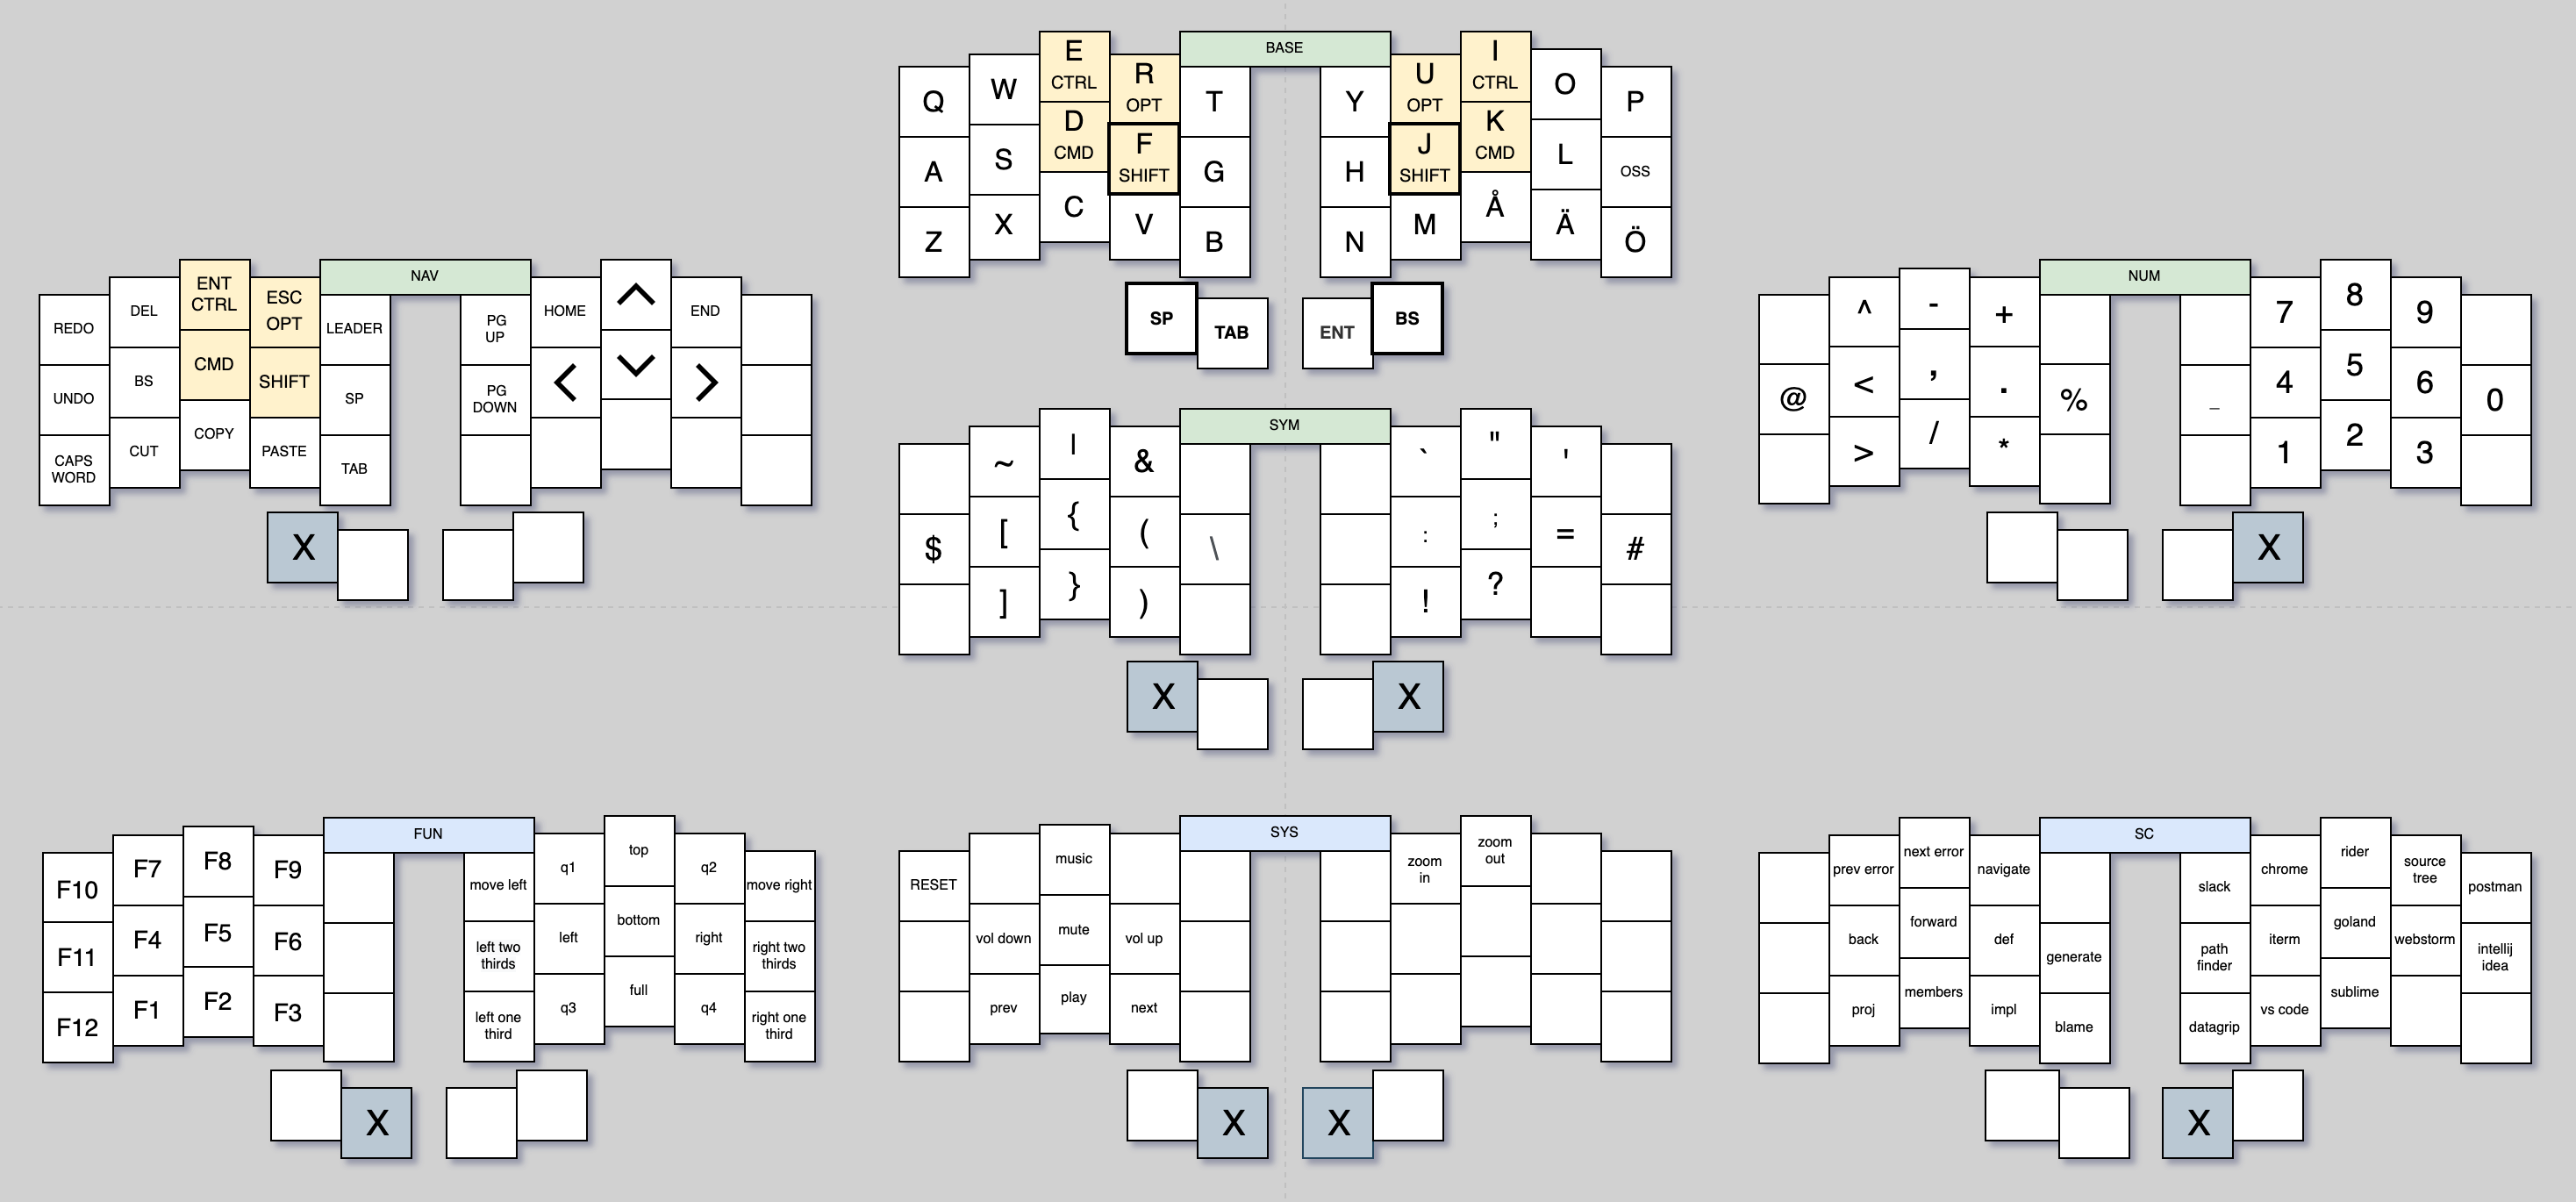 BASE
Q W E R T Y U I O P
CTRL OPT OPT CTRL
A S D F G H J K L OSS
CMD SHIFT SHIFT CMD
Z X C V B N M Å Ä Ö
SP TAB ENT BS
NAV
REDO DEL ENT ESC LEADER PG HOME ^ END
CTRL OPT UP
UNDO BS CMD SHIFT SP PG < ⌄ >
DOWN
CAPS CUT COPY PASTE TAB
WORD
X
SYM
~ | & ` " '
$ [ { ( \ : ; = #
] } ) ! ?
X X
NUM
^ - + 7 8 9
@ < , . % _ 4 5 6 0
> / * 1 2 3
X
FUN
F10 F7 F8 F9 move left q1 top q2 move right
F11 F4 F5 F6 left two left bottom right right two
thirds thirds
F12 F1 F2 F3 left one q3 full q4 right one
third third
X
SYS
RESET music zoom zoom
in out
vol down mute vol up
prev play next
X X
SC
prev error next error navigate slack chrome rider source postman
tree
back forward def generate path iterm goland webstorm intellij
finder idea
proj members impl blame datagrip vs code sublime
X